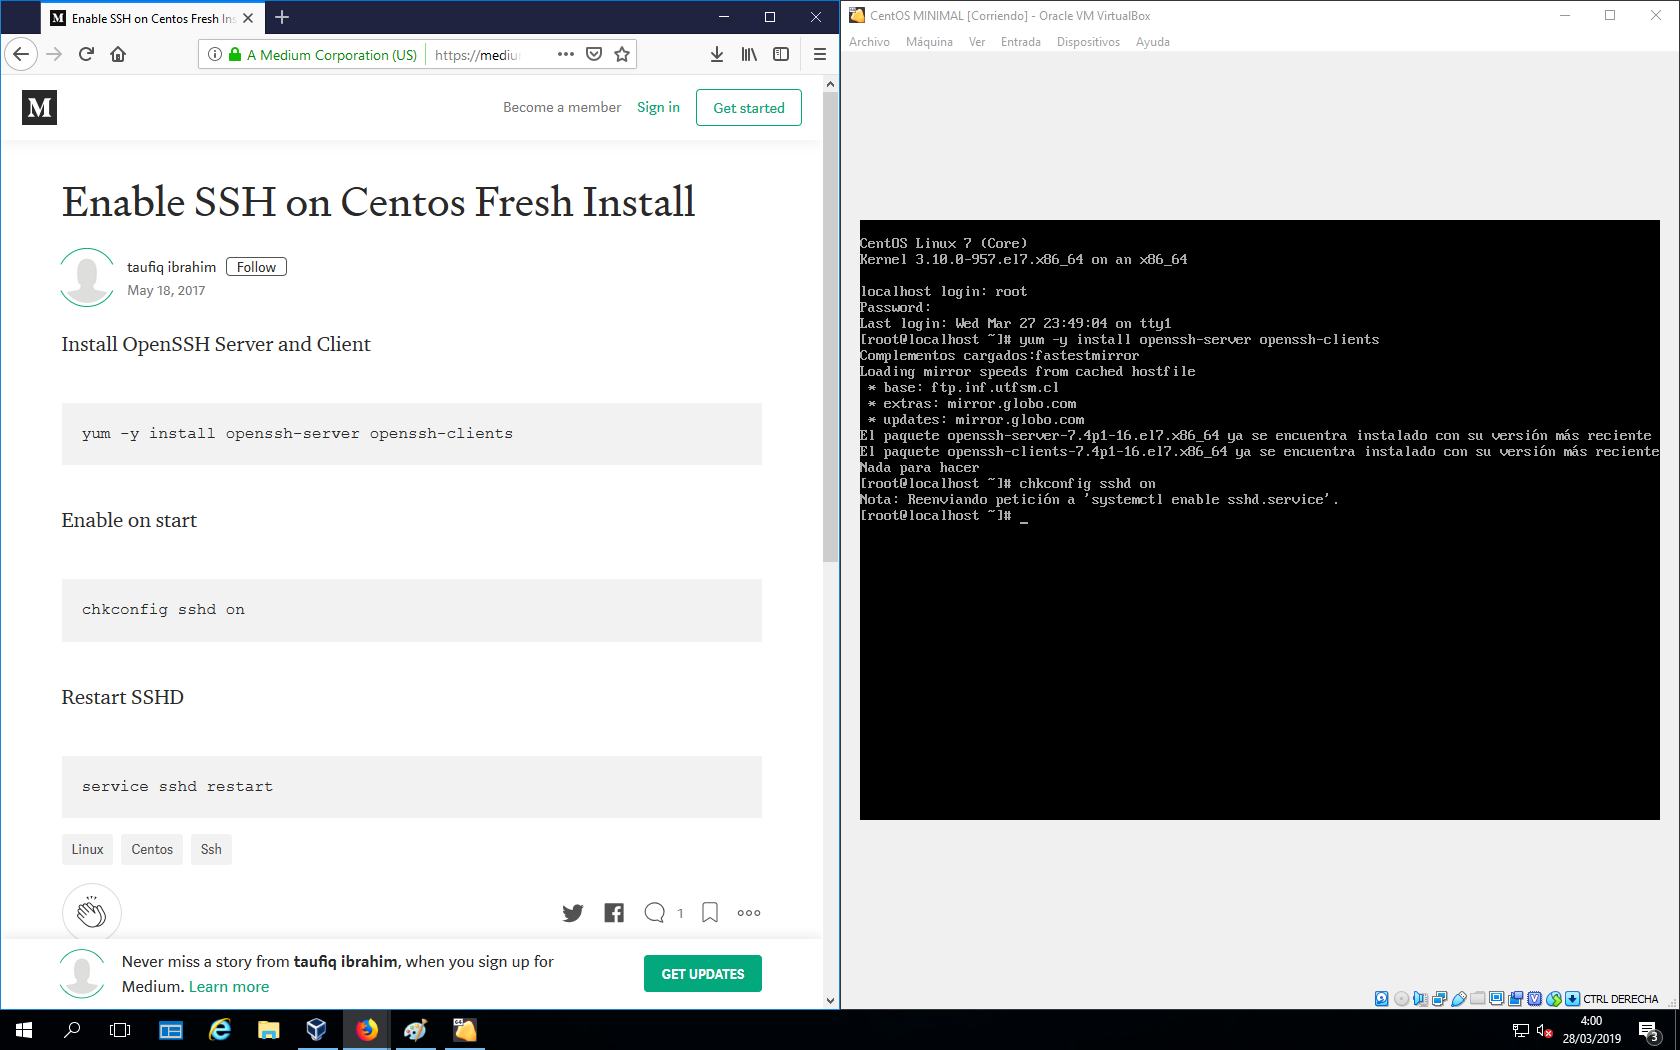 Enable SSH on Centos Fresh Ins
A Medium Corporation (US)
https://mediu
M
Become a member
Sign in
Get started
Enable SSH on Centos Fresh Install
taufiq ibrahim
Follow
May 18, 2017
Install OpenSSH Server and Client
yum -y install openssh-server openssh-clients
Enable on start
chkconfig sshd on
Restart SSHD
service sshd restart
Linux
Centos
Ssh
1
Never miss a story from taufiq ibrahim, when you sign up for
Medium. Learn more
GET UPDATES
CentOS MINIMAL [Corriendo] - Oracle VM VirtualBox
Archivo
Máquina
Ver
Entrada
Dispositivos
Ayuda
CentOS Linux 7 (Core)
Kernel 3.10.0-957.el7.x86_64 on an x86_64
localhost login: root
Password:
Last login: Wed Mar 27 23:49:04 on tty1
[root@localhost ~]# yum -y install openssh-server openssh-clients
Complementos cargados:fastestmirror
Loading mirror speeds from cached hostfile
* base: ftp.inf.utfsm.cl
* extras: mirror.globo.com
* updates: mirror.globo.com
El paquete openssh-server-7.4p1-16.el7.x86_64 ya se encuentra instalado con su versión más reciente
El paquete openssh-clients-7.4p1-16.el7.x86_64 ya se encuentra instalado con su versión más reciente
Nada para hacer
[root@localhost ~]# chkconfig sshd on
Nota: Reenviando petición a 'systemctl enable sshd.service'.
[root@localhost ~]# _
CTRL DERECHA
4:00
28/03/2019
3